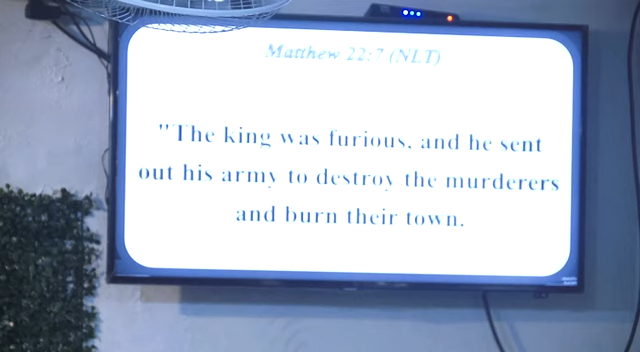 Matthew 22:7 (NLT)
"The king was furious, and he sent
out his army to destroy the murderers
and burn their town.